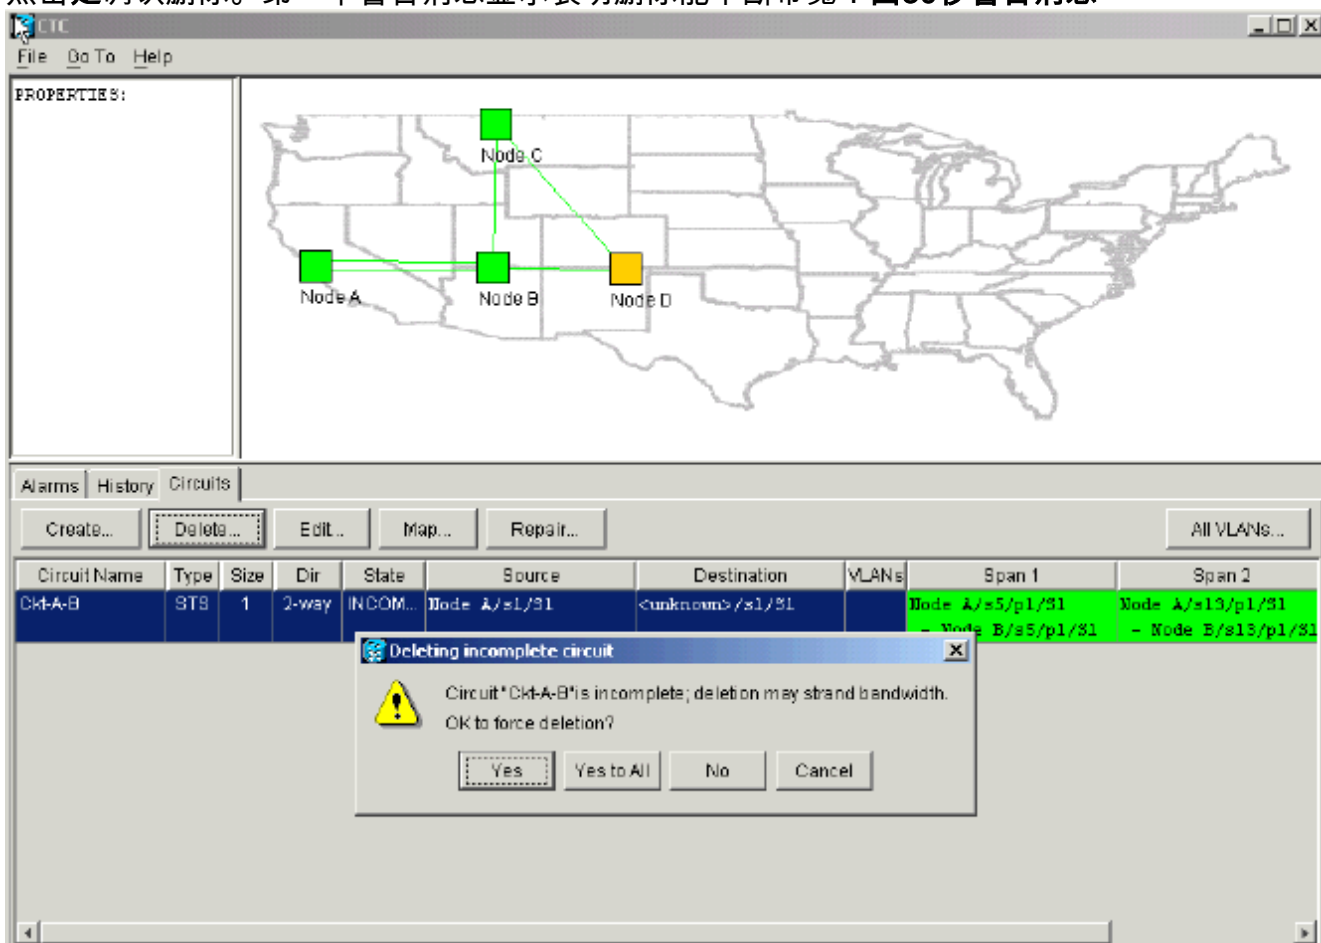 CTC
File Go To Help
PROPERTIES:
Node C
Node A
Node B
Node D
Alarms History Circuits
Create... Delete... Edit... Map... Repair... All VLANs...
Circuit Name Type Size Dir State Source Destination VLANs Span 1 Span 2
Ckt-A-B STS 1 2-way INCOM... Node A/s1/S1 <unknown>/s1/S1 Node A/s5/p1/S1 Node A/s13/p1/S1
- Node B/s5/p1/S1 - Node B/s13/p1/S1
Deleting incomplete circuit
Circuit "Ckt-A-B" is incomplete; deletion may strand bandwidth.
OK to force deletion?
Yes Yes to All No Cancel